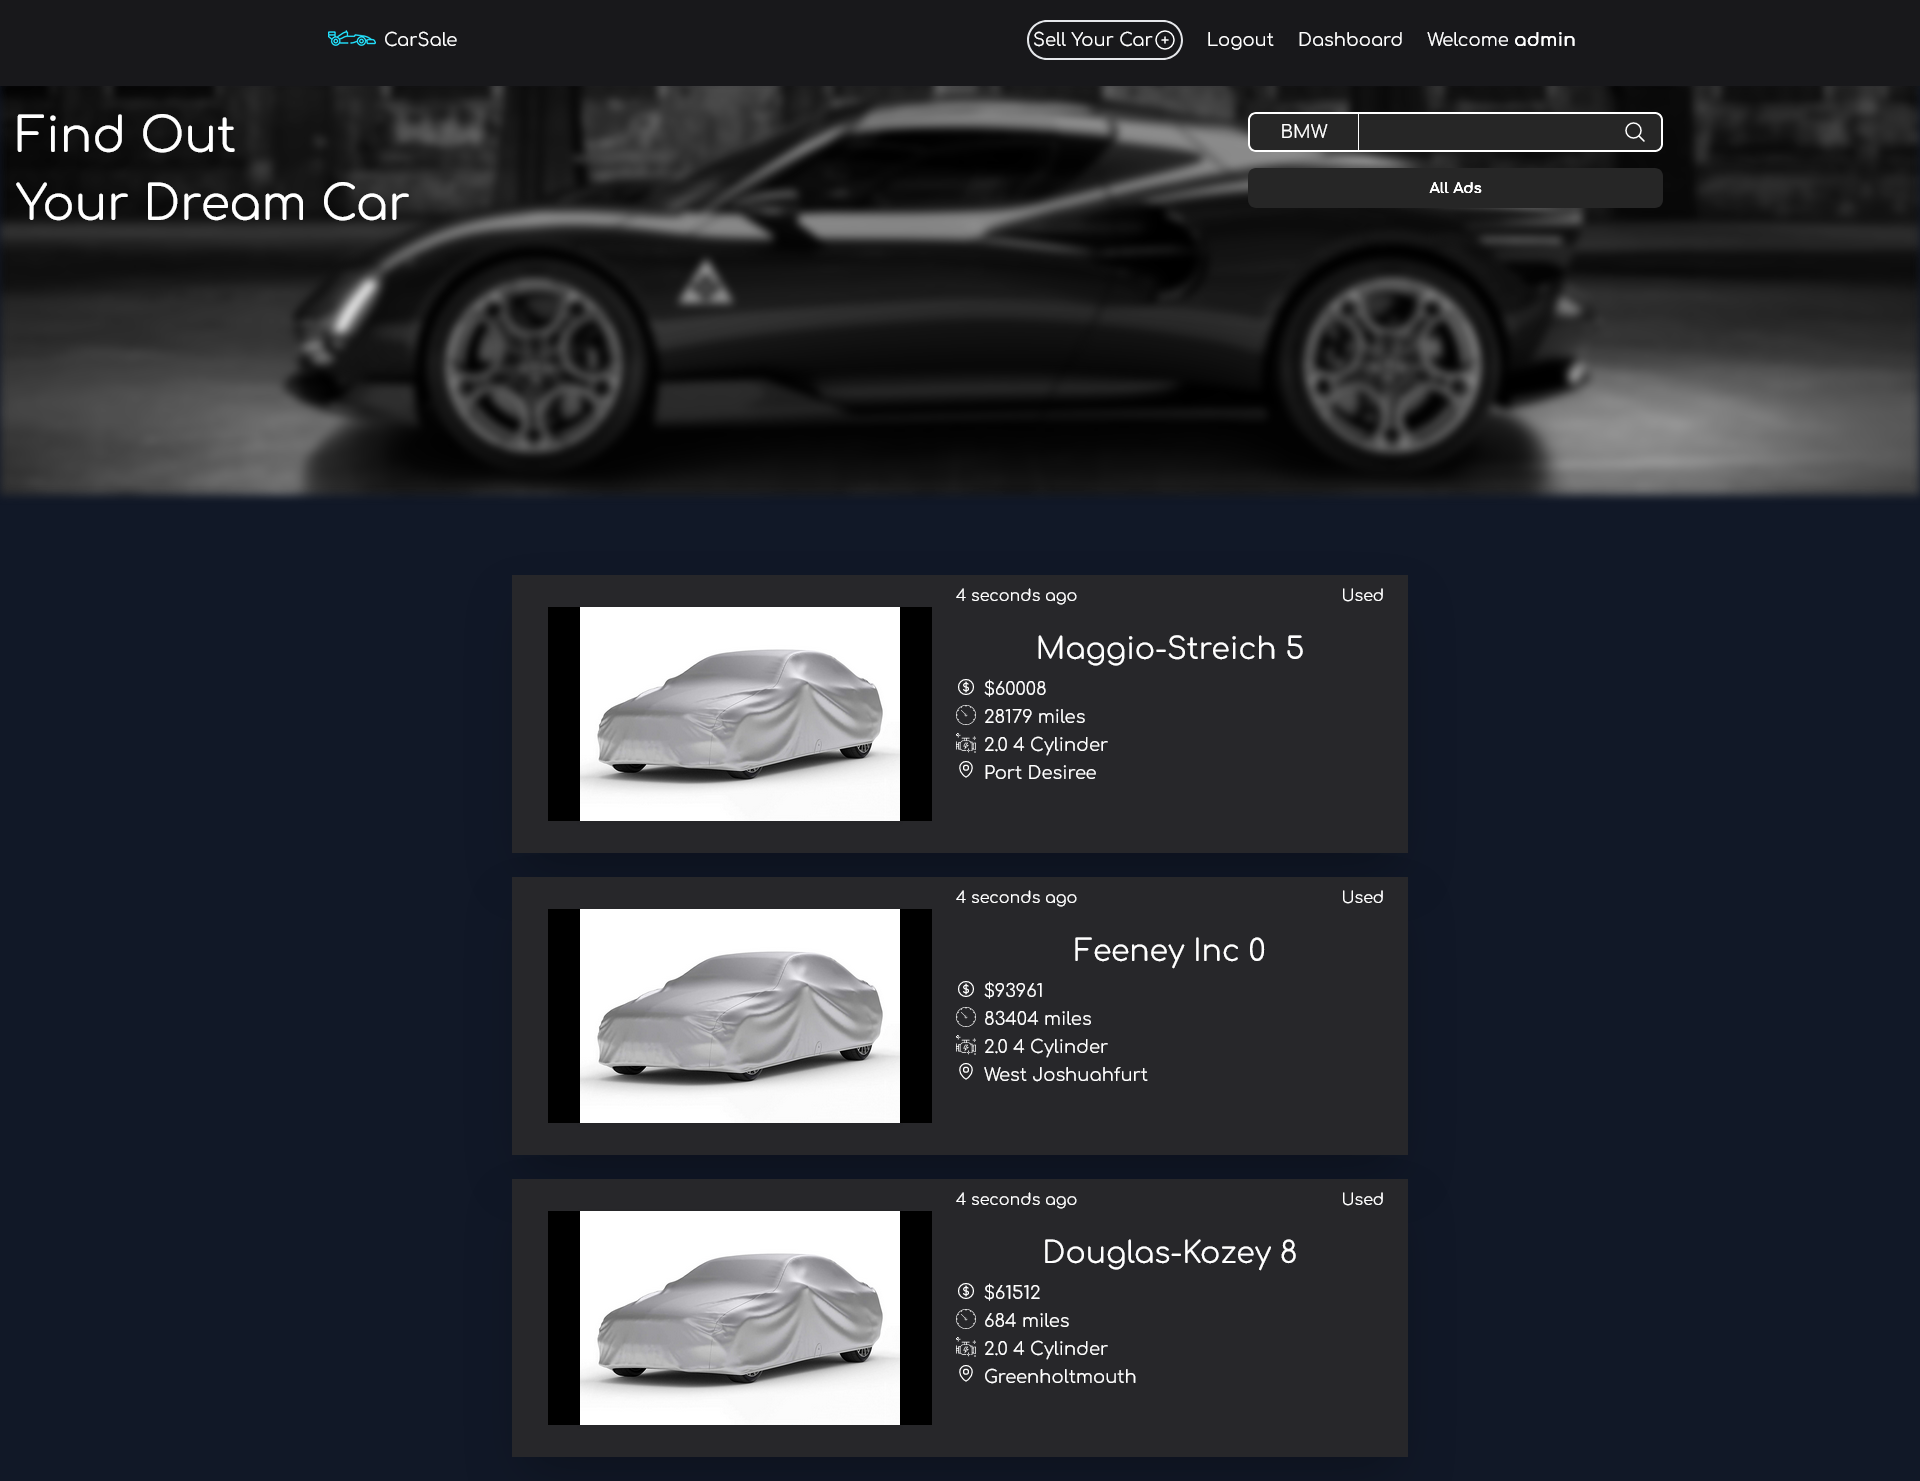 CarSale
Sell Your Car
Logout
Dashboard
Welcome admin
Find Out
Your Dream Car
BMW
All Ads
4 seconds ago
Used
Maggio-Streich 5
$60008
28179 miles
2.0 4 Cylinder
Port Desiree
4 seconds ago
Used
Feeney Inc 0
$93961
83404 miles
2.0 4 Cylinder
West Joshuahfurt
4 seconds ago
Used
Douglas-Kozey 8
$61512
684 miles
2.0 4 Cylinder
Greenholtmouth